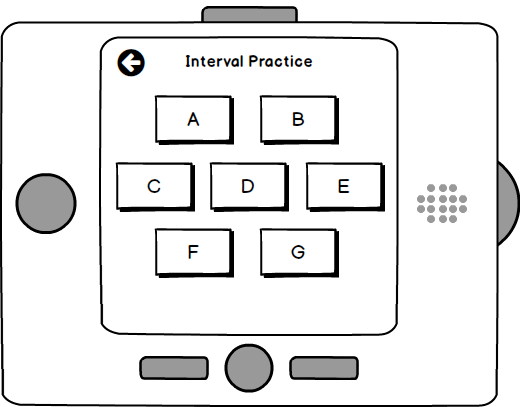 Interval Practice
A B
C D E
F G